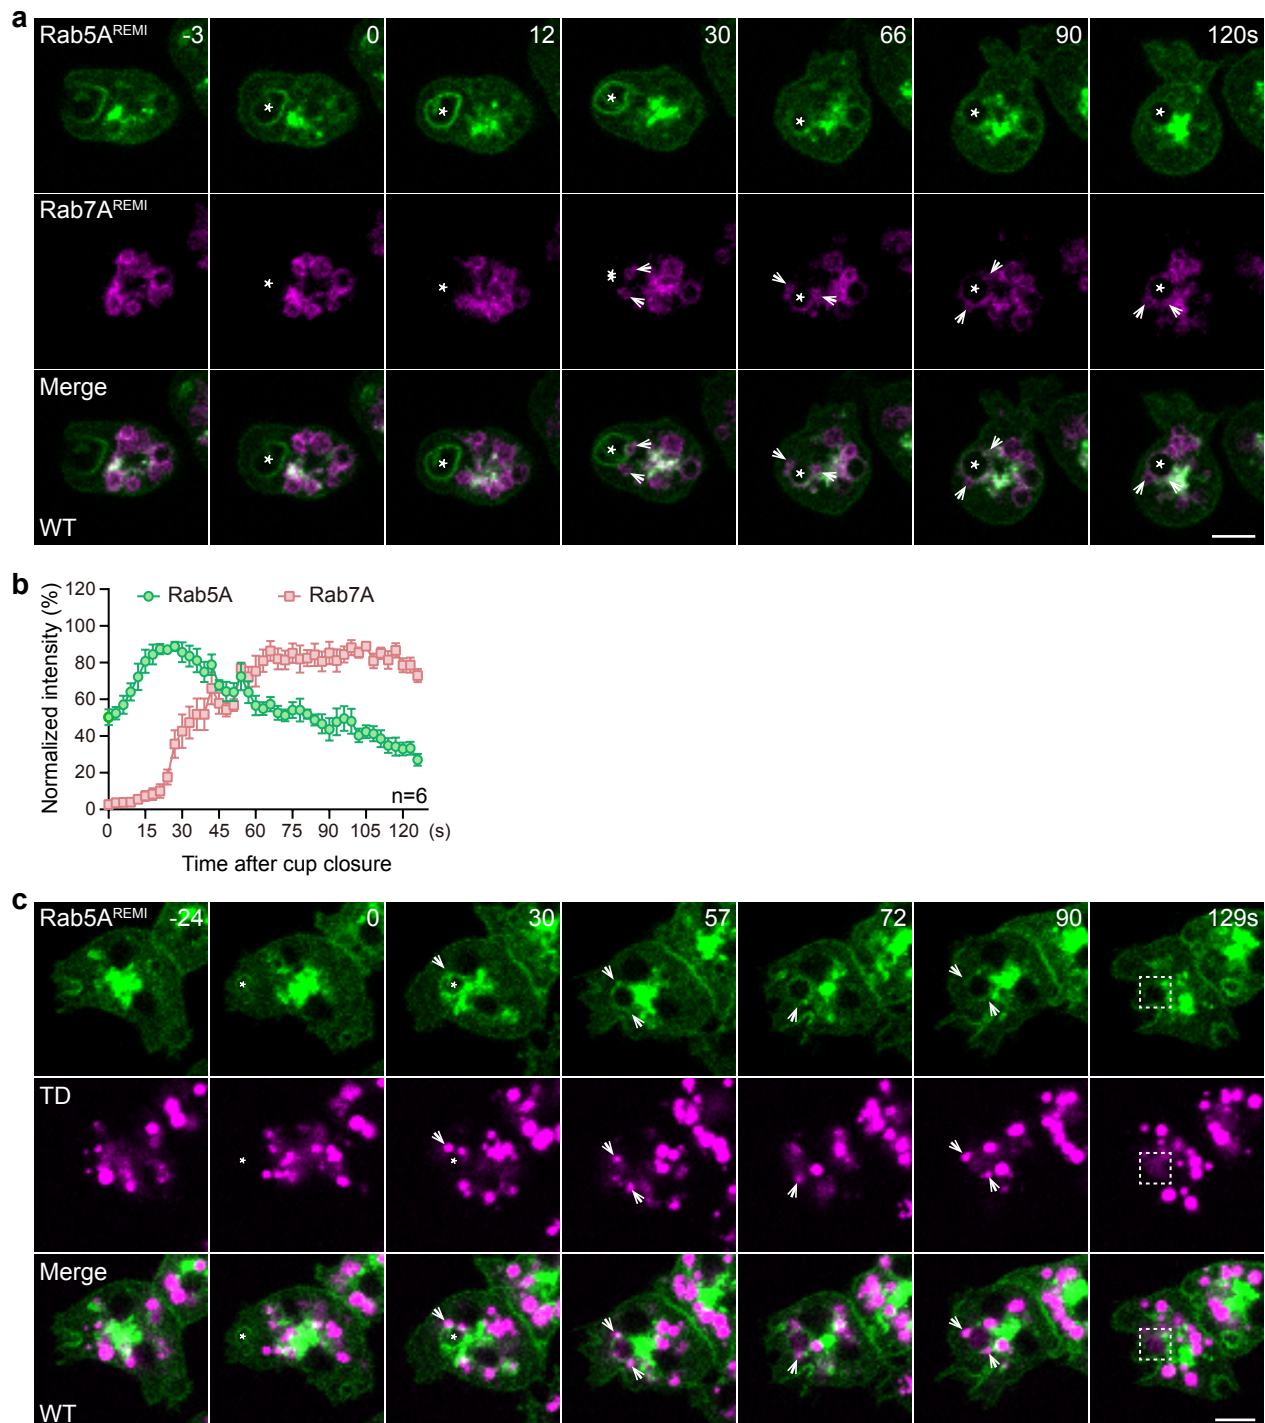 a
Rab5A^REMI -3 0 12 30 66 90 120s
Rab7A^REMI
Merge
WT
b
Normalized intensity (%)
120
100
80
60
40
20
0
Rab5A Rab7A
n=6
0 15 30 45 60 75 90 105 120 (s)
Time after cup closure
c
Rab5A^REMI -24 0 30 57 72 90 129s
TD
Merge
WT